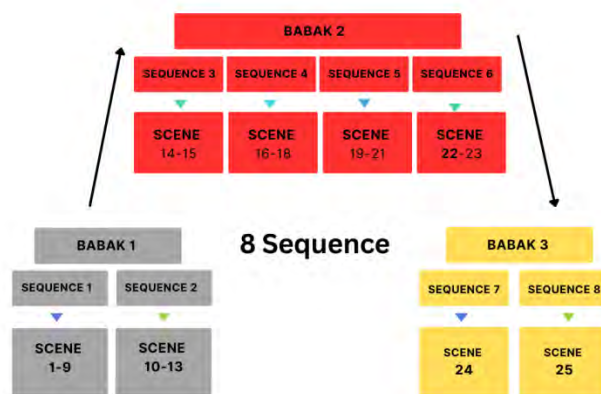 BABAK 2
SEQUENCE 3 SEQUENCE 4 SEQUENCE 5 SEQUENCE 6
SCENE SCENE SCENE SCENE
14-15 16-18 19-21 22-23
8 Sequence
BABAK 1
SEQUENCE 1 SEQUENCE 2
SCENE SCENE
1-9 10-13
BABAK 3
SEQUENCE 7 SEQUENCE 8
SCENE SCENE
24 25